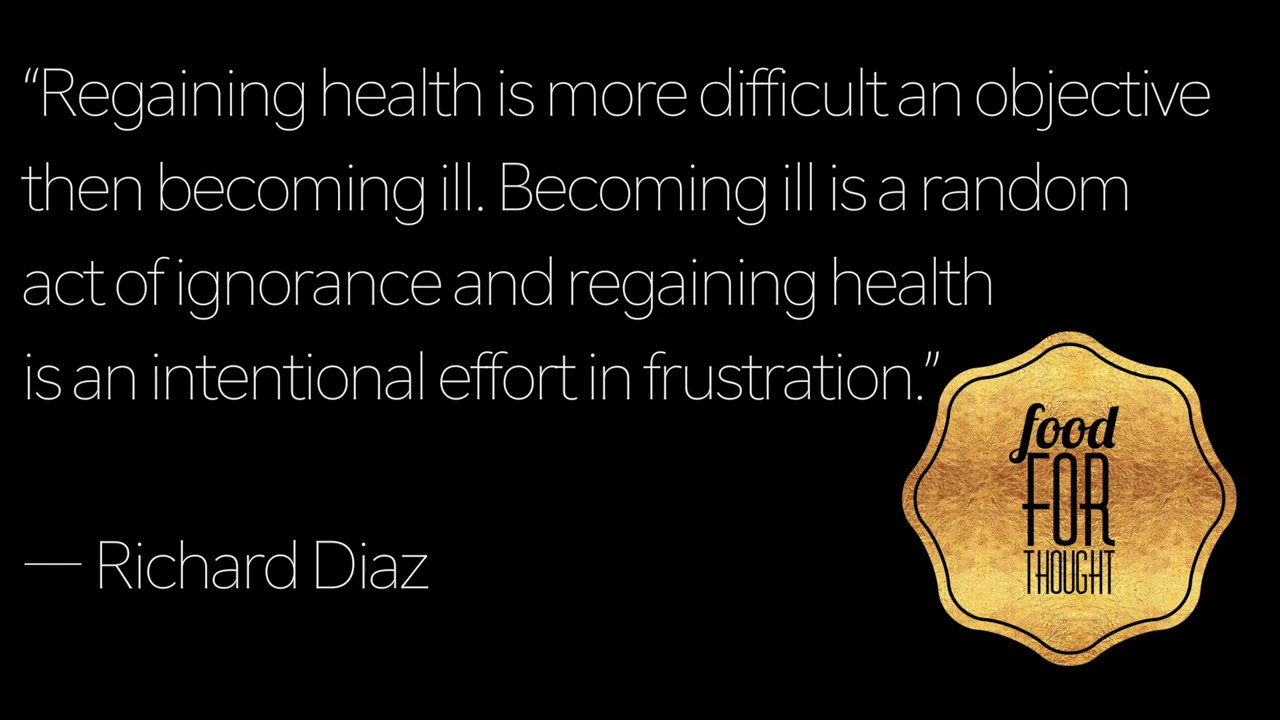 “Regaining health is more difficult an objective
then becoming ill. Becoming ill is a random
act of ignorance and regaining health
is an intentional effort in frustration.”
— Richard Diaz
food
FOR
THOUGHT